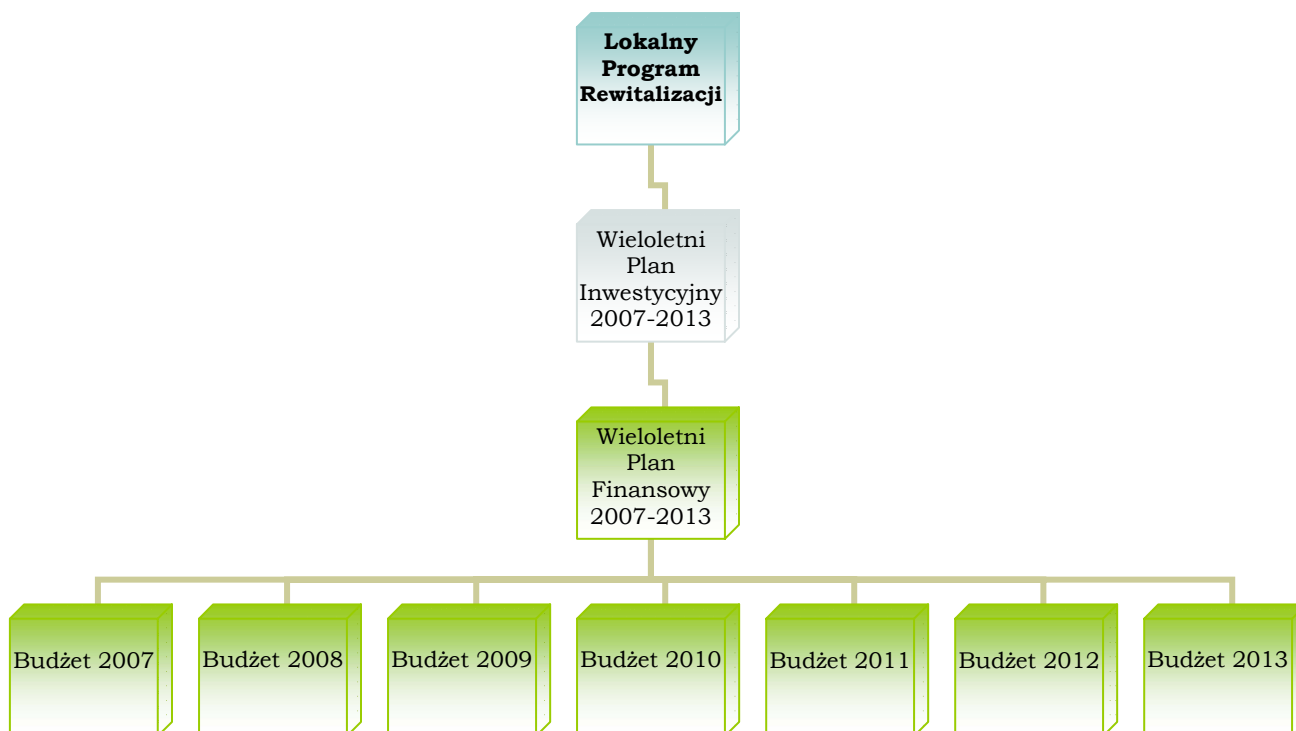 Lokalny
Program
Rewitalizacji
Wieloletni
Plan
Inwestycyjny
2007-2013
Wieloletni
Plan
Finansowy
2007-2013
Budżet 2007
Budżet 2008
Budżet 2009
Budżet 2010
Budżet 2011
Budżet 2012
Budżet 2013